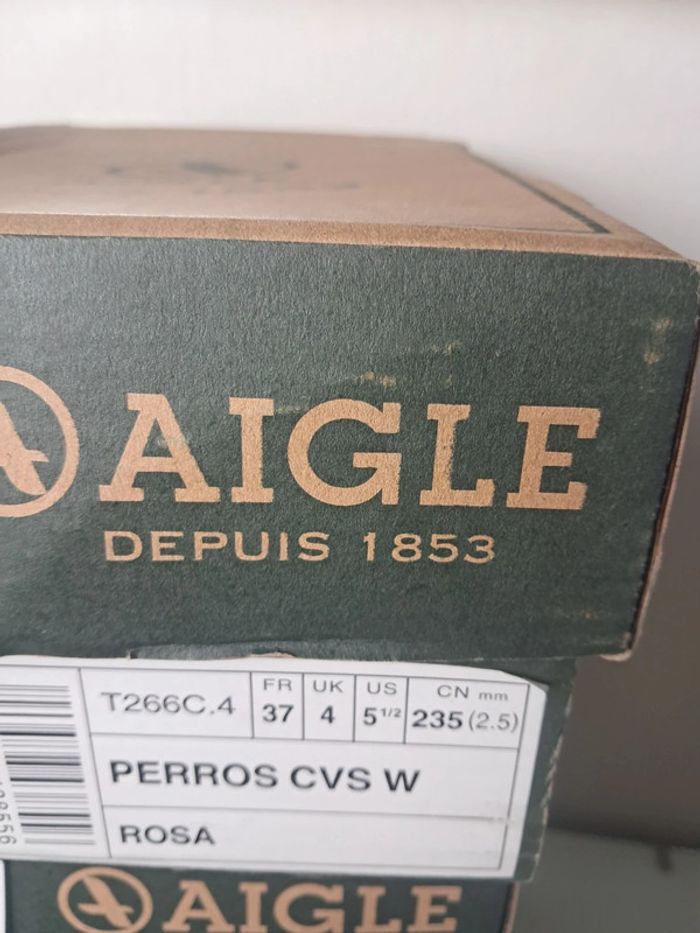 AIGLE
DEPUIS 1853
T266C.4
FR UK US CN mm
37 4 5 1/2 235 (2.5)
PERROS CVS W
ROSA
AIGLE